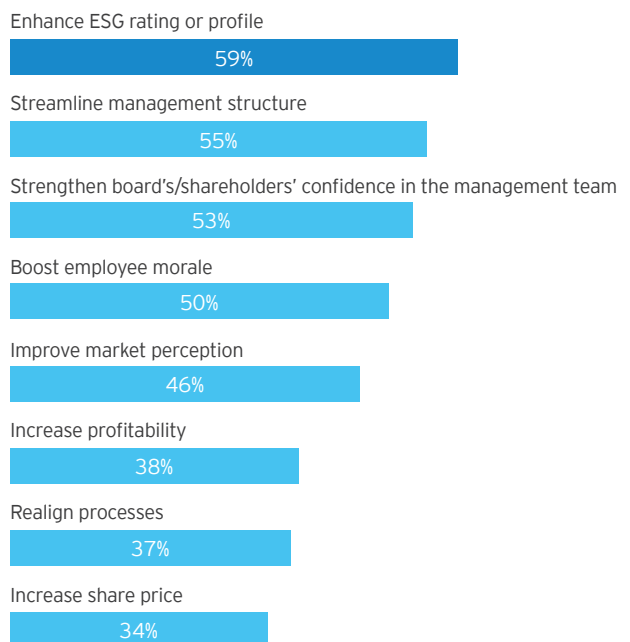 Enhance ESG rating or profile
59%
Streamline management structure
55%
Strengthen board’s/shareholders’ confidence in the management team
53%
Boost employee morale
50%
Improve market perception
46%
Increase profitability
38%
Realign processes
37%
Increase share price
34%